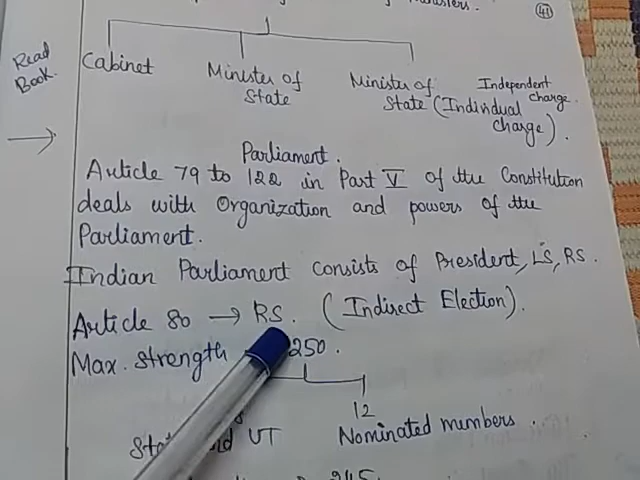 Ministers.
41
Read
Book.
Cabinet
Minister of
State
Minister of
State (Individual
charge).
Independent
charge.
Parliament.
Article 79 to 122 in Part V of the Constitution
deals with Organization and powers of the
Parliament.
Indian Parliament consists of President, LS, RS.
Article 80 → RS. (Indirect Election).
Max. strength 250.
12
UT
Nominated members.
245